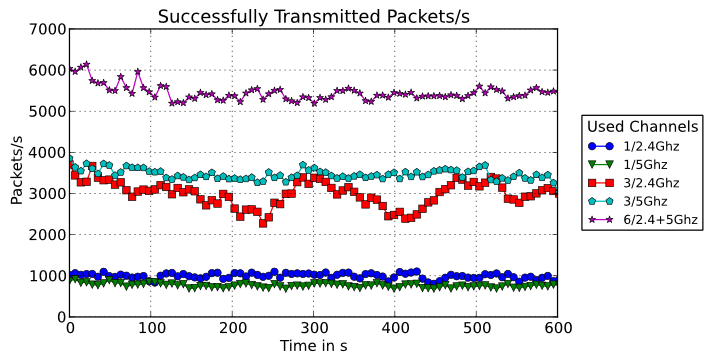 Successfully Transmitted Packets/s
7000
6000
5000
4000
3000
2000
1000
0
Packets/s
0 100 200 300 400 500 600
Time in s
Used Channels
1/2.4Ghz
1/5Ghz
3/2.4Ghz
3/5Ghz
6/2.4+5Ghz